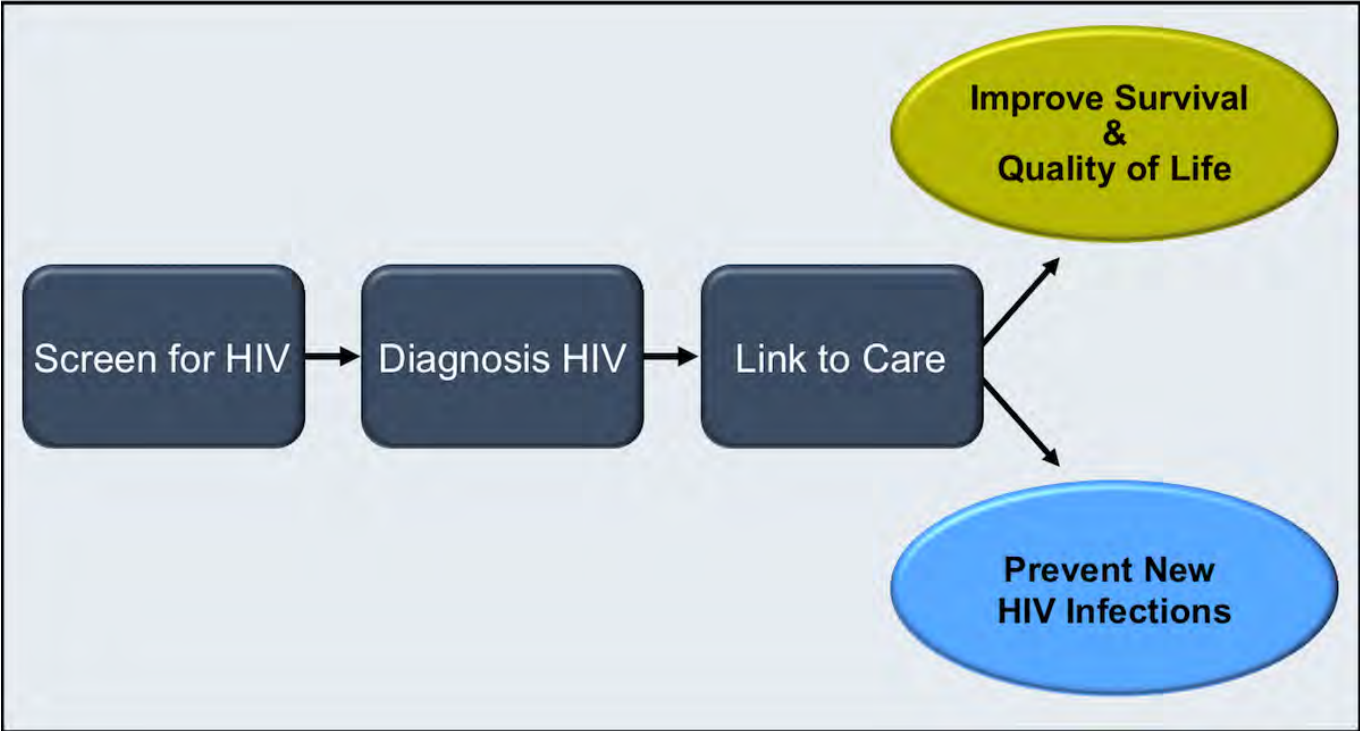 Screen for HIV
Diagnosis HIV
Link to Care
Improve Survival
&
Quality of Life
Prevent New
HIV Infections